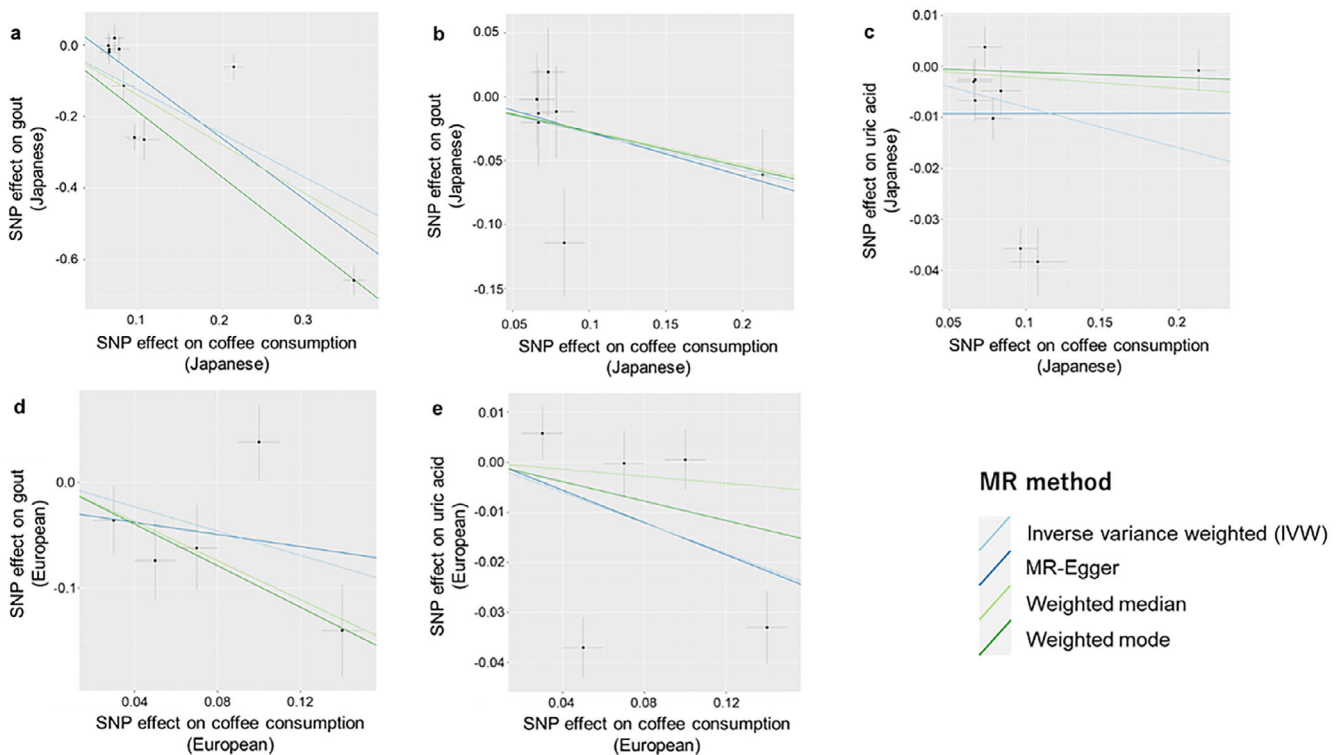 a
0.0
-0.2
-0.4
-0.6
0.1
0.2
0.3
SNP effect on gout
(Japanese)
SNP effect on coffee consumption
(Japanese)
b
0.05
0.00
-0.05
-0.10
-0.15
0.05
0.1
0.15
0.2
SNP effect on gout
(Japanese)
SNP effect on coffee consumption
(Japanese)
c
0.01
0.00
-0.01
-0.02
-0.03
-0.04
0.05
0.1
0.15
0.2
SNP effect on uric acid
(Japanese)
SNP effect on coffee consumption
(Japanese)
d
0.0
-0.1
0.04
0.08
0.12
SNP effect on gout
(European)
SNP effect on coffee consumption
(European)
e
0.01
0.00
-0.01
-0.02
-0.03
-0.04
0.04
0.08
0.12
SNP effect on uric acid
(European)
SNP effect on coffee consumption
(European)
MR method
Inverse variance weighted (IVW)
MR-Egger
Weighted median
Weighted mode